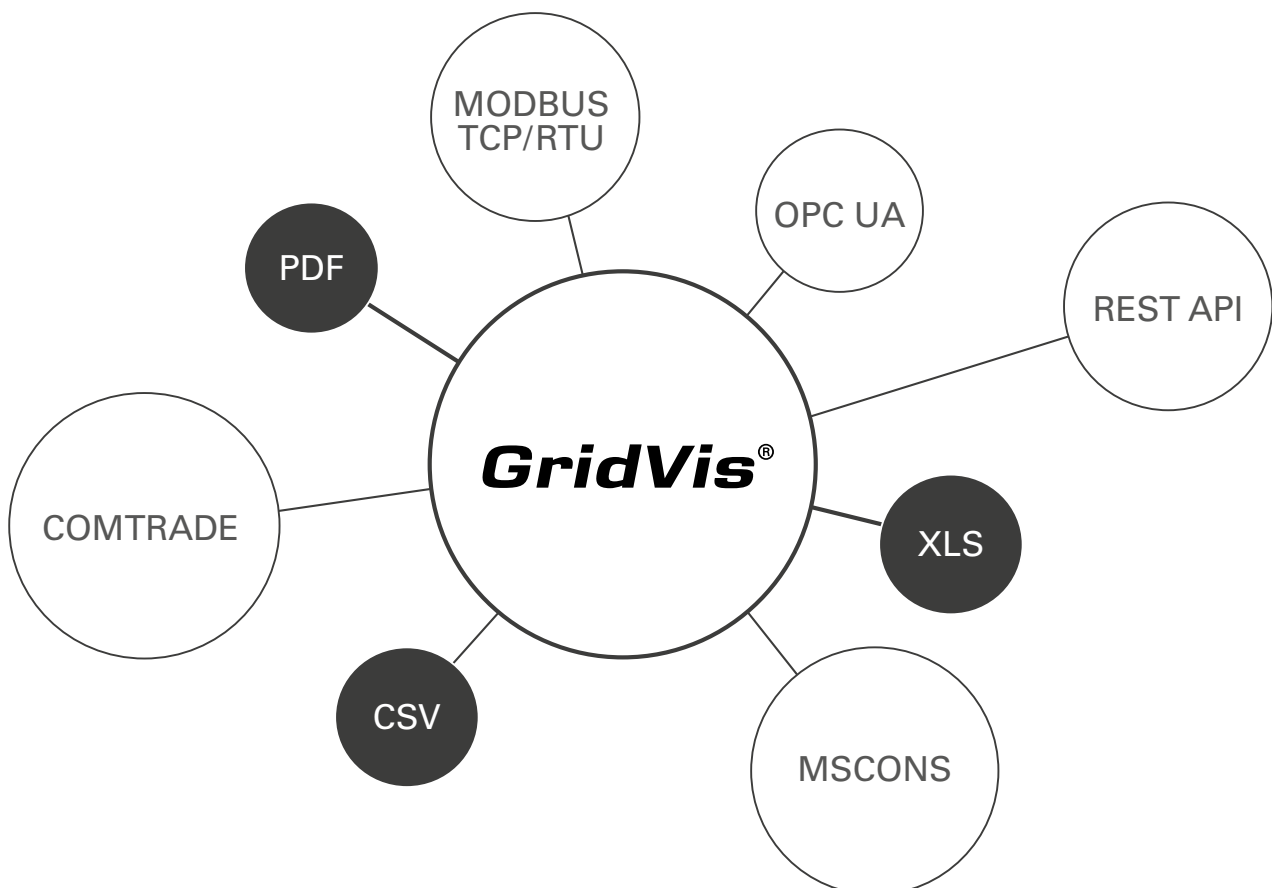 MODBUS
TCP/RTU
OPC UA
PDF
REST API
GridVis®
COMTRADE
XLS
CSV
MSCONS